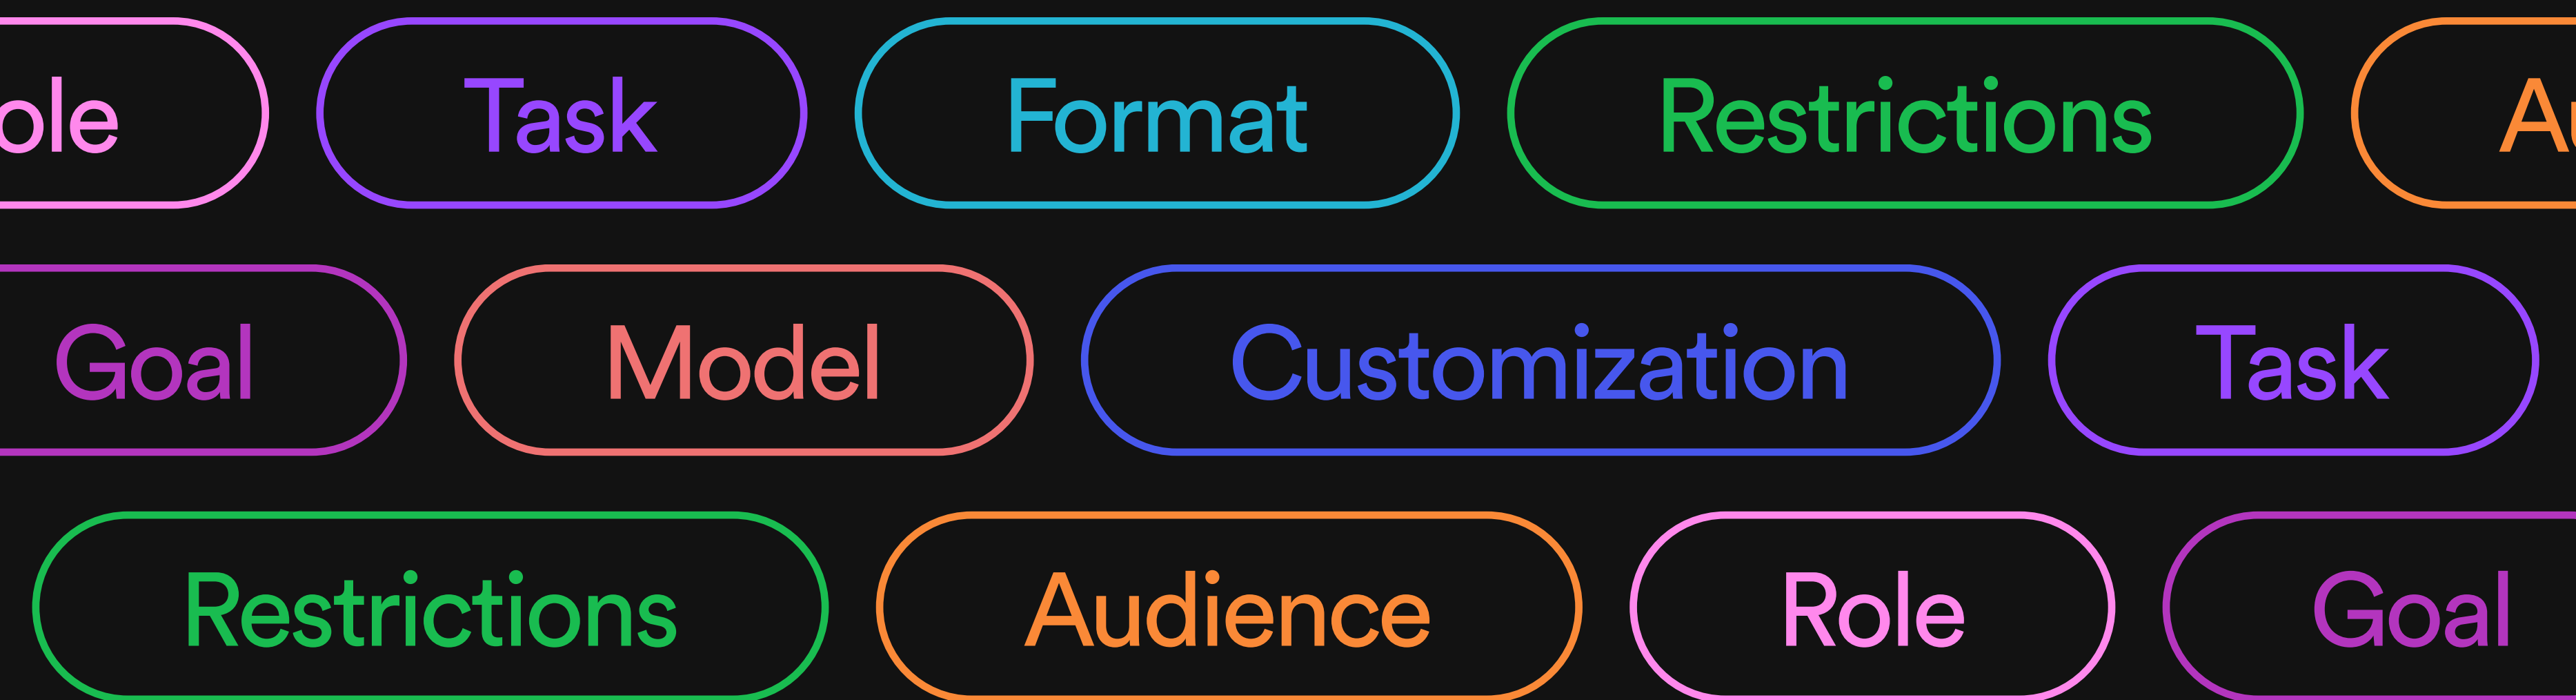 ole Task Format Restrictions A
Goal Model Customization Task
Restrictions Audience Role Goal